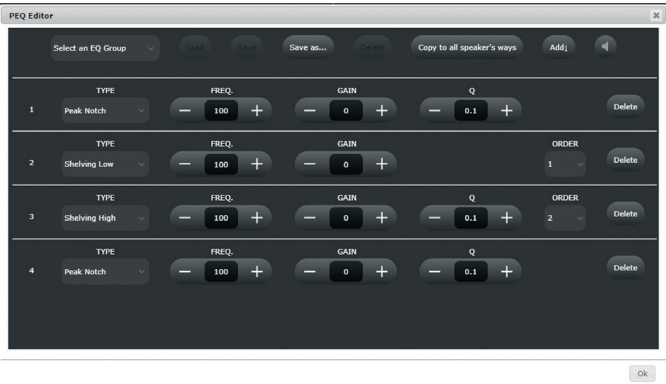 PEQ Editor
Select an EQ Group Load Save Save as... Delete Copy to all speaker's ways Add↓
TYPE FREQ. GAIN Q
1 Peak Notch — 100 + — 0 + — 0.1 + Delete
TYPE FREQ. GAIN ORDER
2 Shelving Low — 100 + — 0 + 1 Delete
TYPE FREQ. GAIN Q ORDER
3 Shelving High — 100 + — 0 + — 0.1 + 2 Delete
TYPE FREQ. GAIN Q
4 Peak Notch — 100 + — 0 + — 0.1 + Delete
Ok